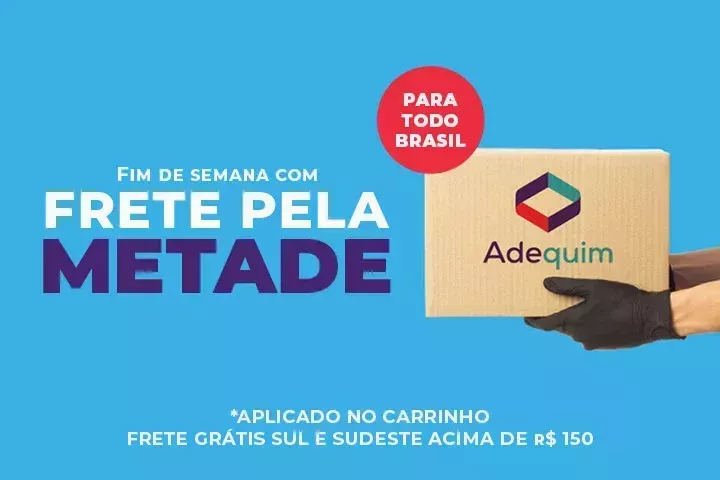 PARA
TODO
BRASIL
FIM DE SEMANA COM
FRETE PELA
METADE
Adequim
*APLICADO NO CARRINHO
FRETE GRÁTIS SUL E SUDESTE ACIMA DE R$ 150